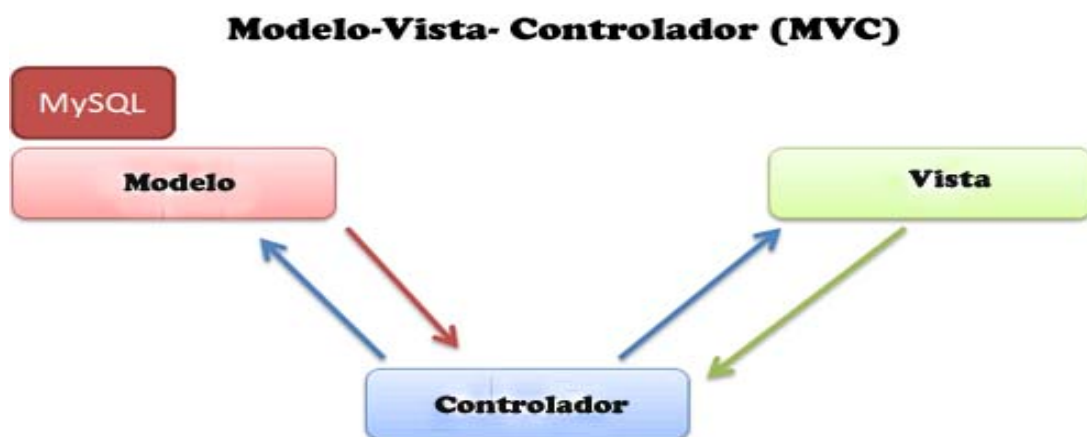 Modelo-Vista- Controlador (MVC)
MySQL
Modelo
Vista
Controlador